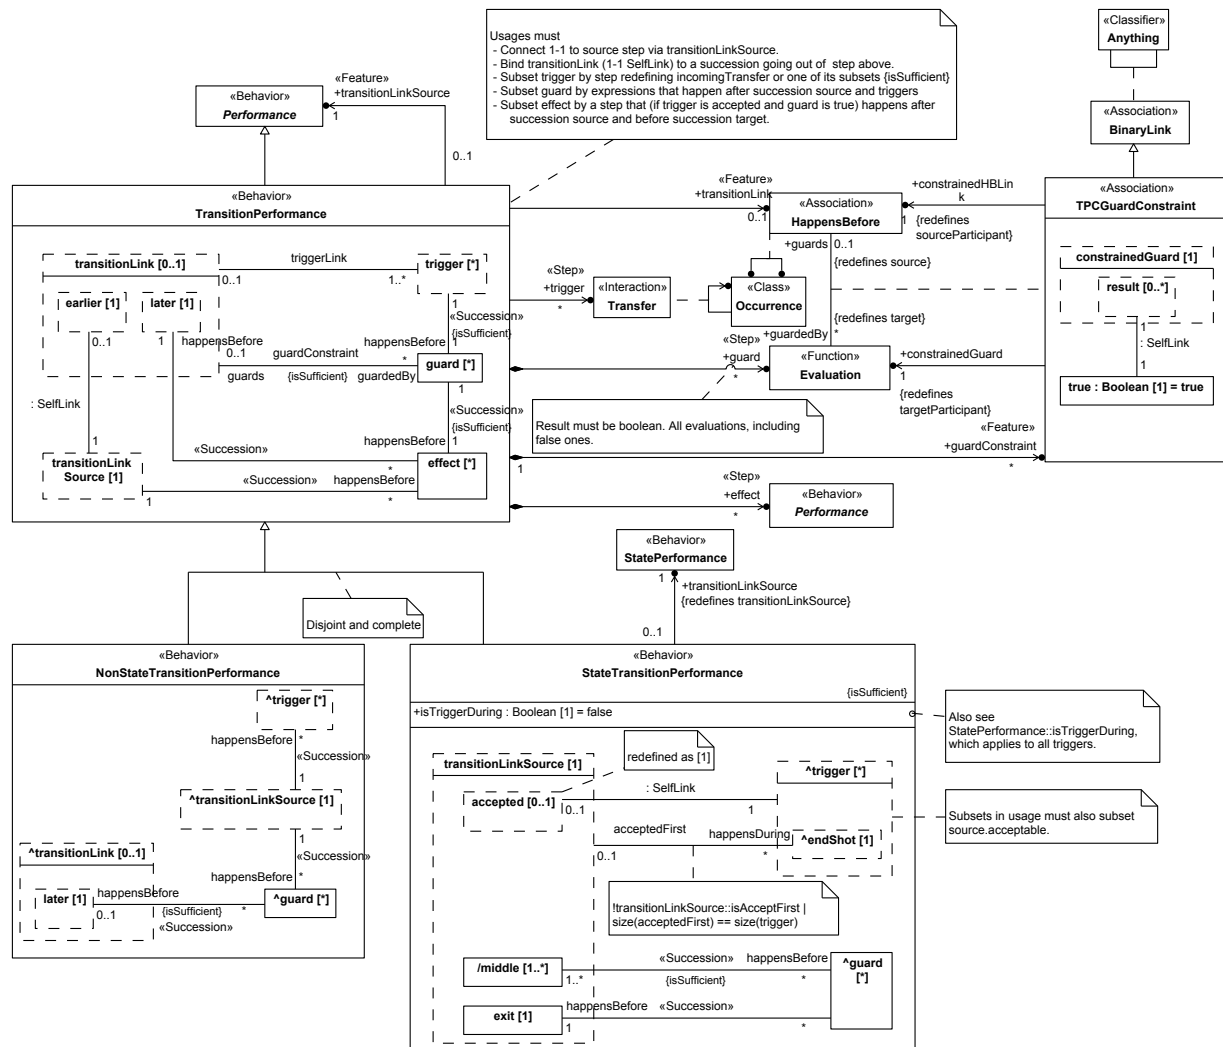 Usages must
- Connect 1-1 to source step via transitionLinkSource.
- Bind transitionLink (1-1 SelfLink) to a succession going out of  step above.
- Subset trigger by step redefining incomingTransfer or one of its subsets {isSufficient}
- Subset guard by expressions that happen after succession source and triggers
- Subset effect by a step that (if trigger is accepted and guard is true) happens after
succession source and before succession target.
«Classifier»
Anything
«Association»
BinaryLink
«Feature»
+transitionLinkSource
1
0..1
«Behavior»
Performance
«Behavior»
TransitionPerformance
transitionLink [0..1]
earlier [1]
later [1]
triggerLink
0..1
1..*
trigger [*]
1
«Succession»
{isSufficient}
happensBefore
1
happensBefore
0..1
1
0..1
guardConstraint
*
guards
{isSufficient}
guardedBy
guard [*]
1
«Succession»
{isSufficient}
: SelfLink
1
happensBefore
1
«Succession»
*
effect [*]
transitionLink
Source [1]
1
«Succession»
happensBefore
*
«Feature»
+transitionLink
0..1
«Association»
HappensBefore
+constrainedHBLin
k
1
{redefines
sourceParticipant}
+guards
0..1
{redefines source}
«Step»
+trigger
*
«Interaction»
Transfer
«Class»
Occurrence
{redefines target}
+guardedBy
*
«Step»
+guard
*
«Function»
Evaluation
+constrainedGuard
1
{redefines
targetParticipant}
«Association»
TPCGuardConstraint
constrainedGuard [1]
result [0..*]
1
: SelfLink
1
true : Boolean [1] = true
Result must be boolean. All evaluations, including
false ones.
«Feature»
+guardConstraint
1
*
«Step»
+effect
*
«Behavior»
Performance
«Behavior»
StatePerformance
1
+transitionLinkSource
{redefines transitionLinkSource}
0..1
Disjoint and complete
«Behavior»
NonStateTransitionPerformance
^trigger [*]
happensBefore
*
«Succession»
1
^transitionLinkSource [1]
1
«Succession»
happensBefore
*
^transitionLink [0..1]
later [1]
happensBefore
0..1
{isSufficient}
*
«Succession»
^guard [*]
«Behavior»
StateTransitionPerformance
{isSufficient}
+isTriggerDuring : Boolean [1] = false
Also see
StatePerformance::isTriggerDuring,
which applies to all triggers.
redefined as [1]
transitionLinkSource [1]
accepted [0..1]
0..1
: SelfLink
1
^trigger [*]
acceptedFirst
0..1
happensDuring
*
^endShot [1]
Subsets in usage must also subset
source.acceptable.
!transitionLinkSource::isAcceptFirst |
size(acceptedFirst) == size(trigger)
/middle [1..*]
1..*
«Succession»
{isSufficient}
happensBefore
*
^guard
[*]
exit [1]
happensBefore
1
«Succession»
*